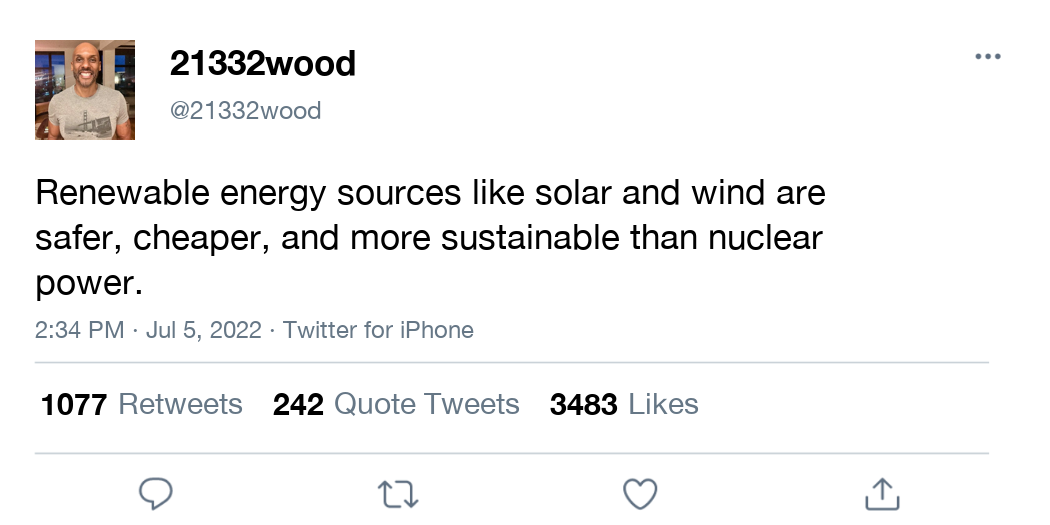 21332wood
@21332wood
Renewable energy sources like solar and wind are
safer, cheaper, and more sustainable than nuclear
power.
2:34 PM · Jul 5, 2022 · Twitter for iPhone
1077 Retweets 242 Quote Tweets 3483 Likes